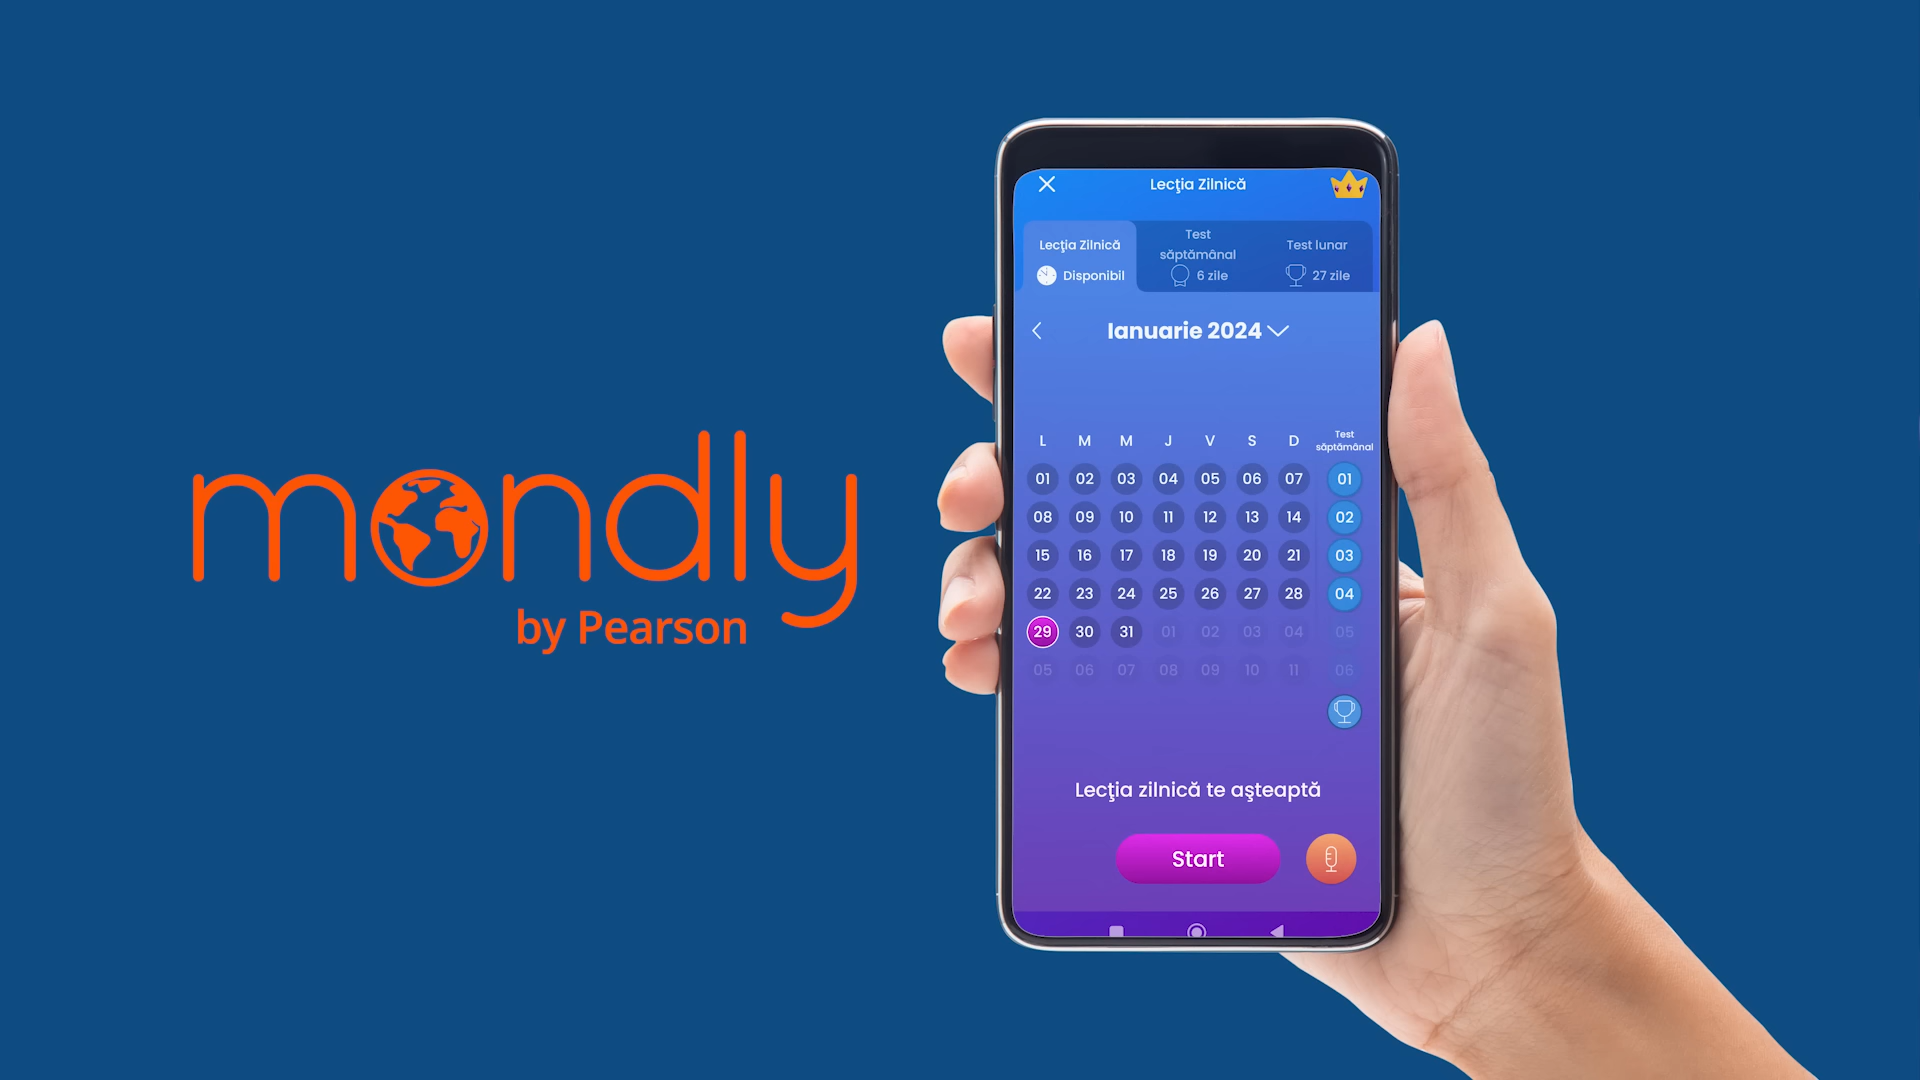 mondly
by Pearson
Lecţia Zilnică
Lecţia Zilnică
Disponibil
Test
săptămânal
6 zile
Test lunar
27 zile
Ianuarie 2024
L M M J V S D Test săptămânal
01 02 03 04 05 06 07 01
08 09 10 11 12 13 14 02
15 16 17 18 19 20 21 03
22 23 24 25 26 27 28 04
29 30 31 01 02 03 04 05
05 06 07 08 09 10 11 06
Lecţia zilnică te aşteaptă
Start